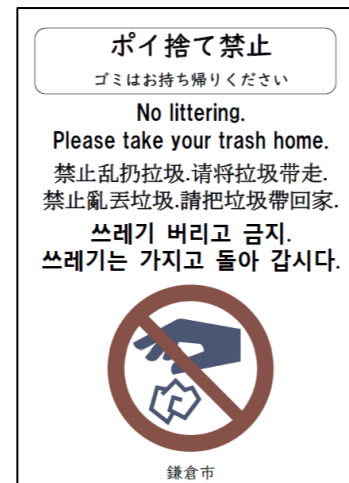 ポイ捨て禁止
ゴミはお持ち帰りください
No littering.
Please take your trash home.
禁止乱扔垃圾.请将垃圾带走.
禁止亂丟垃圾.請把垃圾帶回家.
쓰레기 버리고 금지.
쓰레기는 가지고 돌아 갑시다.
鎌倉市